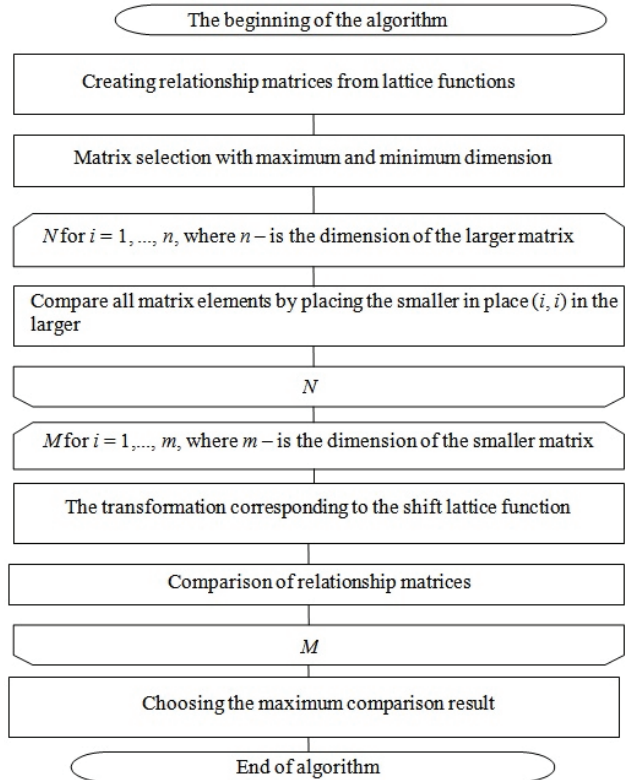 The beginning of the algorithm
Creating relationship matrices from lattice functions
Matrix selection with maximum and minimum dimension
N for i = 1, ..., n, where n – is the dimension of the larger matrix
Compare all matrix elements by placing the smaller in place (i, i) in the
larger
N
M for i = 1,..., m, where m – is the dimension of the smaller matrix
The transformation corresponding to the shift lattice function
Comparison of relationship matrices
M
Choosing the maximum comparison result
End of algorithm